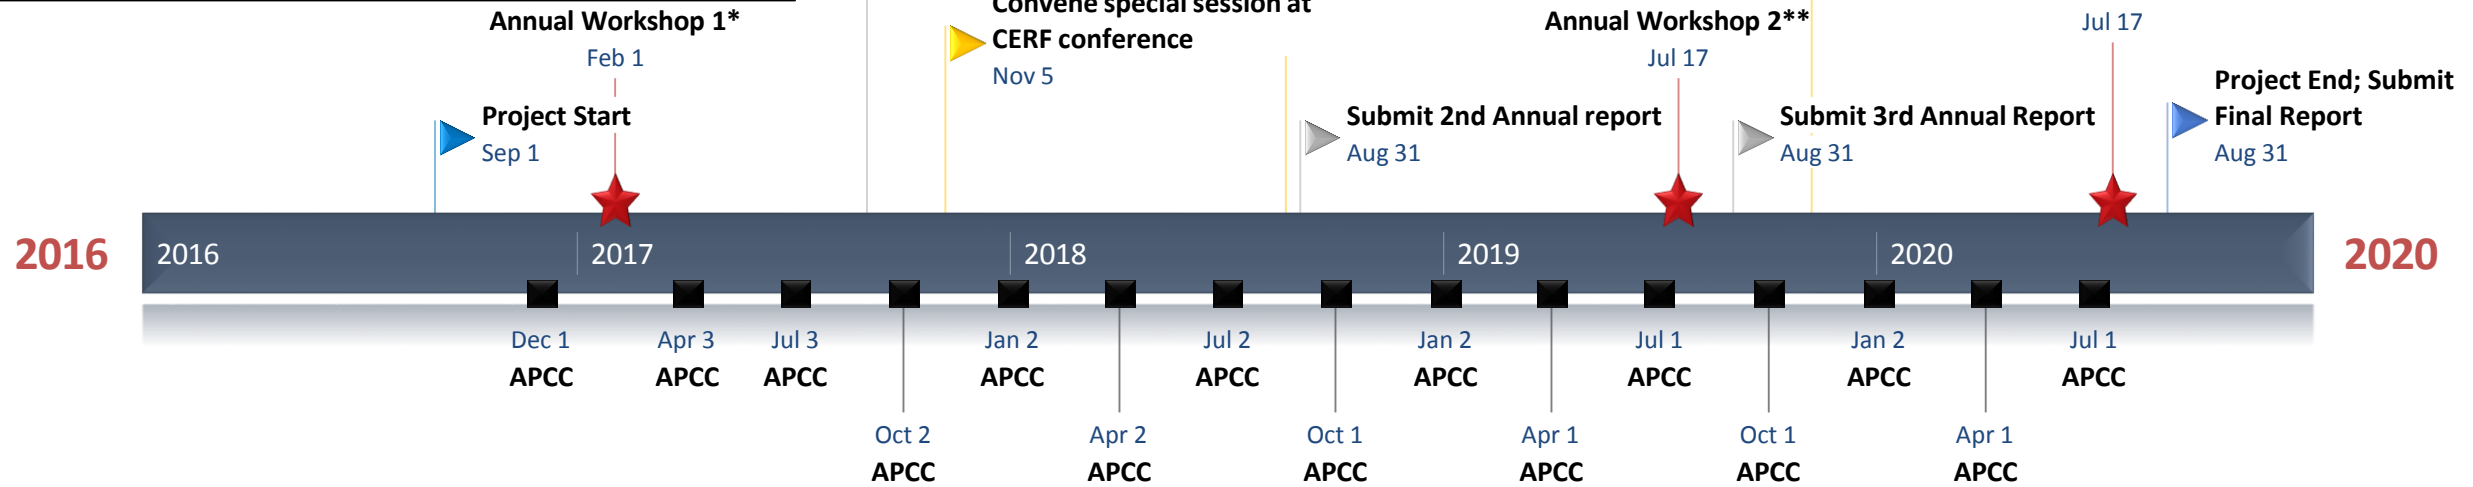 Convene special session at
CERF conference
Nov 5
Annual Workshop 1*
Feb 1
Annual Workshop 2**
Jul 17
Jul 17
Project Start
Sep 1
Submit 2nd Annual report
Aug 31
Submit 3rd Annual Report
Aug 31
Project End; Submit
Final Report
Aug 31
2016
2016
2017
2018
2019
2020
2020
Dec 1
APCC
Apr 3
APCC
Jul 3
APCC
Oct 2
APCC
Jan 2
APCC
Apr 2
APCC
Jul 2
APCC
Oct 1
APCC
Jan 2
APCC
Apr 1
APCC
Jul 1
APCC
Oct 1
APCC
Jan 2
APCC
Apr 1
APCC
Jul 1
APCC